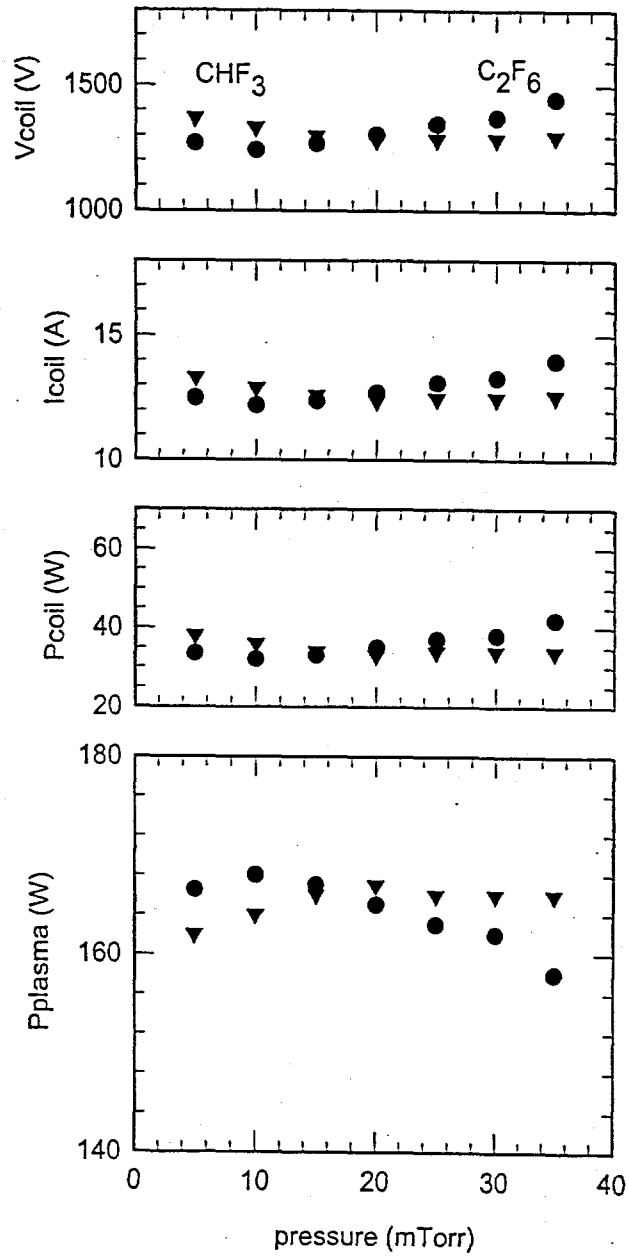 Vcoil (V)
1500
1000
CHF3
C2F6
Icoil (A)
15
10
Pcoil (W)
60
40
20
Pplasma (W)
180
160
140
0 10 20 30 40
pressure (mTorr)